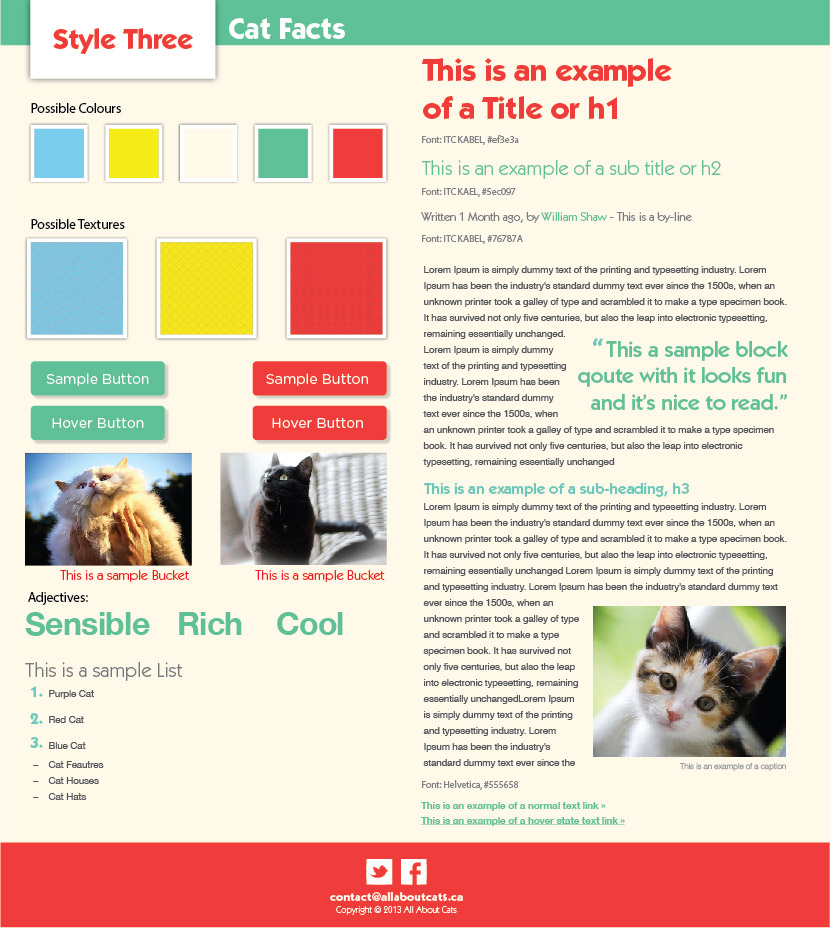 Style Three
Cat Facts
Possible Colours
Possible Textures
Sample Button
Sample Button
Hover Button
Hover Button
This is a sample Bucket
This is a sample Bucket
Adjectives:
Sensible Rich Cool
This is a sample List
1. Purple Cat
2. Red Cat
3. Blue Cat
– Cat Feautres
– Cat Houses
– Cat Hats
This is an example
of a Title or h1
Font: ITC KABEL, #ef3e3a
This is an example of a sub title or h2
Font: ITC KAEL, #5ec097
Written 1 Month ago, by William Shaw - This is a by-line
Font: ITC KABEL, #76787A
Lorem Ipsum is simply dummy text of the printing and typesetting industry. Lorem
Ipsum has been the industry's standard dummy text ever since the 1500s, when an
unknown printer took a galley of type and scrambled it to make a type specimen book.
It has survived not only five centuries, but also the leap into electronic typesetting,
remaining essentially unchanged.
Lorem Ipsum is simply dummy
text of the printing and typesetting
industry. Lorem Ipsum has been
the industry's standard dummy
text ever since the 1500s, when
an unknown printer took a galley of type and scrambled it to make a type specimen
book. It has survived not only five centuries, but also the leap into electronic
typesetting, remaining essentially unchanged
“This a sample block
qoute with it looks fun
and it’s nice to read.”
This is an example of a sub-heading, h3
Lorem Ipsum is simply dummy text of the printing and typesetting industry. Lorem
Ipsum has been the industry's standard dummy text ever since the 1500s, when an
unknown printer took a galley of type and scrambled it to make a type specimen book.
It has survived not only five centuries, but also the leap into electronic typesetting,
remaining essentially unchanged Lorem Ipsum is simply dummy text of the printing
and typesetting industry. Lorem Ipsum has been the industry's standard dummy text
ever since the 1500s, when an
unknown printer took a galley of type
and scrambled it to make a type
specimen book. It has survived not
only five centuries, but also the leap
into electronic typesetting, remaining
essentially unchangedLorem Ipsum
is simply dummy text of the printing
and typesetting industry. Lorem
Ipsum has been the industry's
standard dummy text ever since the
This is an example of a caption
Font: Helvetica, #555658
This is an example of a normal text link »
This is an example of a hover state text link »
contact@allaboutcats.ca
Copyright © 2013 All About Cats